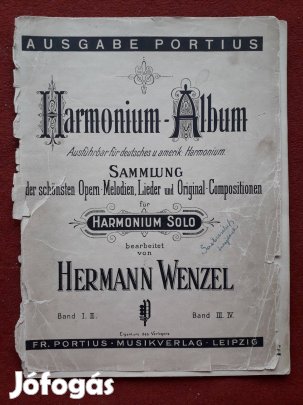 AUSGABE PORTIUS
Harmonium-Album
Ausführbar für deutsches u. amerik. Harmonium.
SAMMLUNG
der schönsten Opern-Melodien, Lieder und Original-Compositionen
für
HARMONIUM SOLO
bearbeitet
von
HERMANN WENZEL
Band I. II.
Band III. IV.
Eigentum des Verlegers
FR. PORTIUS-MUSIKVERLAG-LEIPZIG
Jófogás